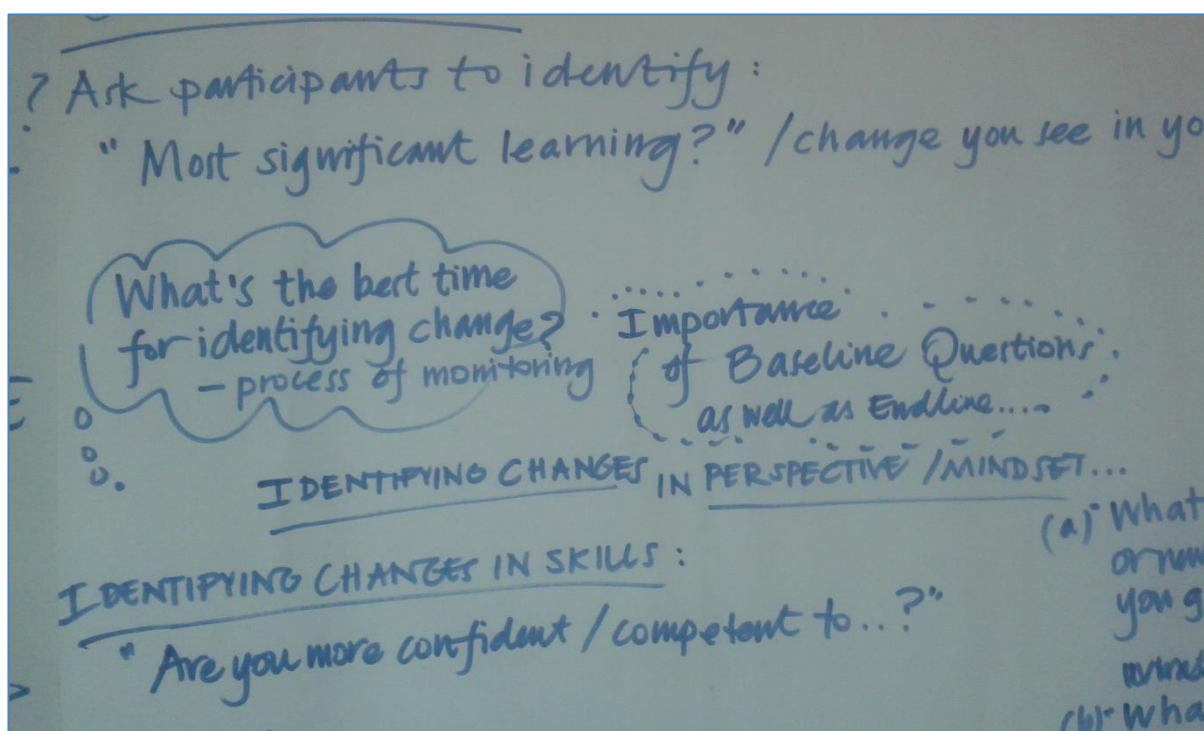 ? Ask participants to identify:
"Most significant learning?" / change you see in yo
What's the best time
for identifying change?
– process of monitoring
Importance
of Baseline Questions
as well as Endline....
IDENTIFYING CHANGES IN PERSPECTIVE / MINDSET...
(a) What
IDENTIFYING CHANGES IN SKILLS:
you g
"Are you more confident / competent to..?"
(b) Wha